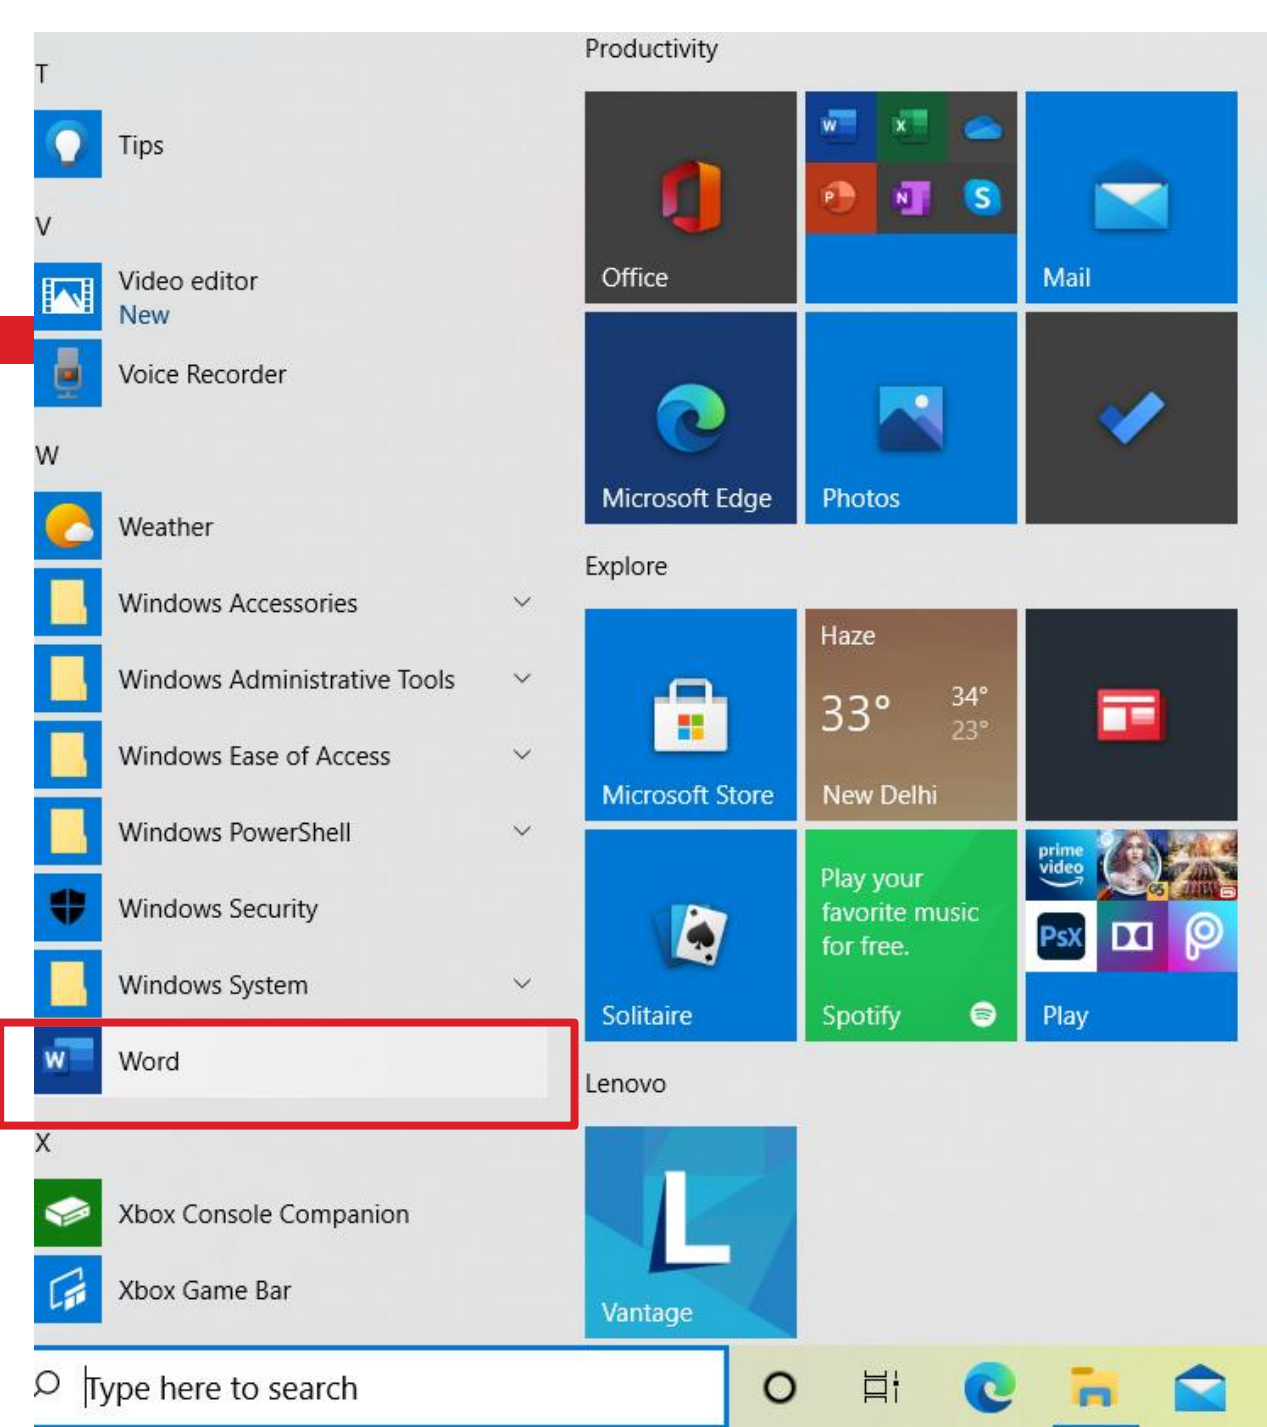 T
Tips
V
Video editor
New
Voice Recorder
W
Weather
Windows Accessories
Windows Administrative Tools
Windows Ease of Access
Windows PowerShell
Windows Security
Windows System
W
Word
X
Xbox Console Companion
Xbox Game Bar
Productivity
Office
W
X
P
N
S
Mail
Microsoft Edge
Photos
Explore
Microsoft Store
Haze
33° 34°
23°
New Delhi
Solitaire
Play your
favorite music
for free.
Spotify
prime
video
G5
PsX
Play
Lenovo
L
Vantage
Type here to search